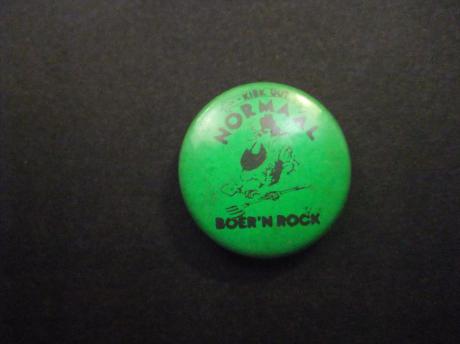 KIEK UUT
NORMAAL
BOER'N ROCK